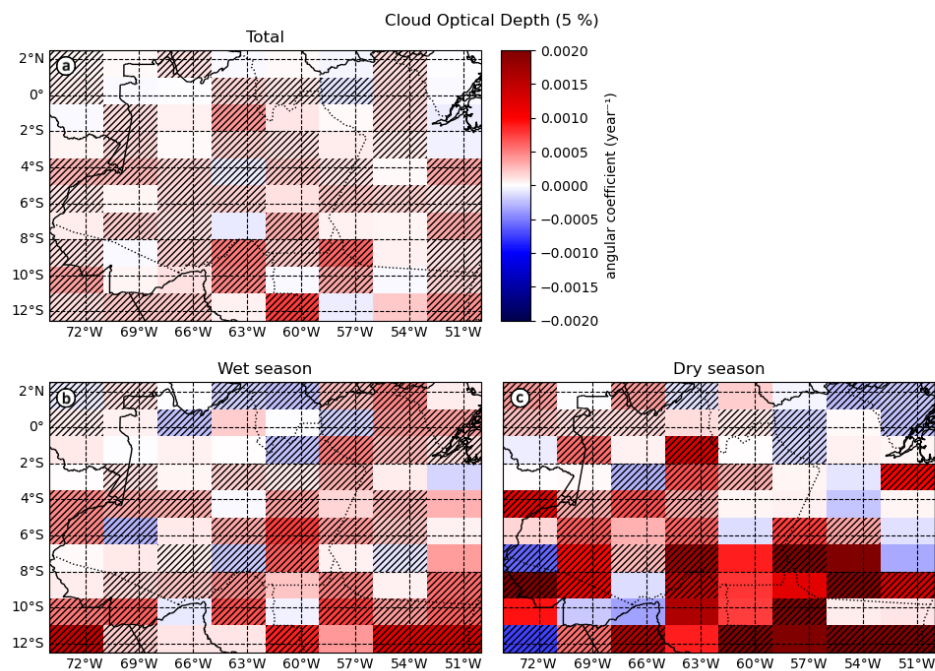 Cloud Optical Depth (5 %)
Total
a
2°N
0°
2°S
4°S
6°S
8°S
10°S
12°S
72°W 69°W 66°W 63°W 60°W 57°W 54°W 51°W
0.0020
0.0015
0.0010
0.0005
0.0000
−0.0005
−0.0010
−0.0015
−0.0020
angular coefficient (year⁻¹)
Wet season
b
2°N
0°
2°S
4°S
6°S
8°S
10°S
12°S
72°W 69°W 66°W 63°W 60°W 57°W 54°W 51°W
Dry season
c
72°W 69°W 66°W 63°W 60°W 57°W 54°W 51°W